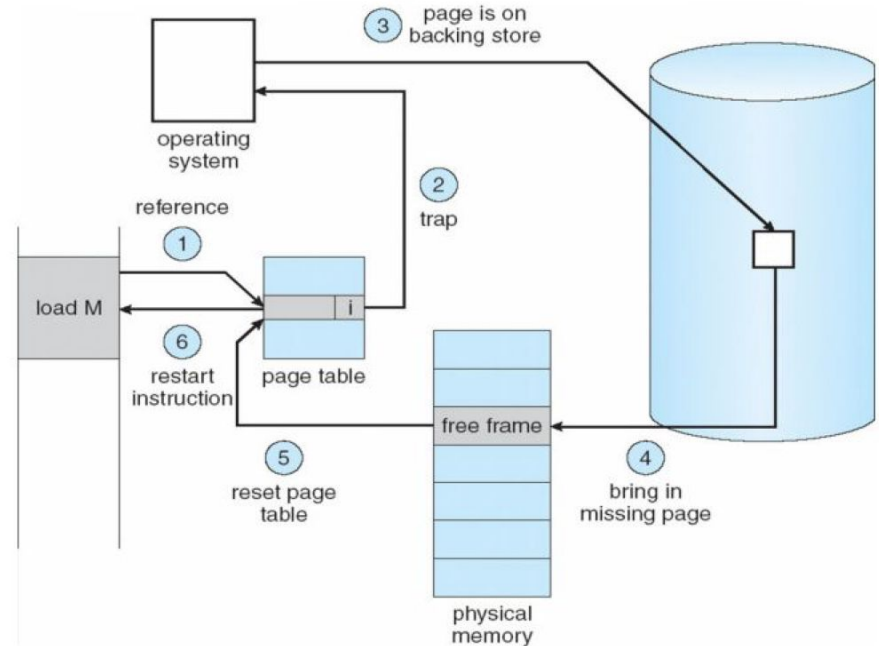 3
page is on
backing store
operating
system
2
trap
reference
1
load M
i
6
restart
instruction
page table
free frame
5
reset page
table
4
bring in
missing page
physical
memory